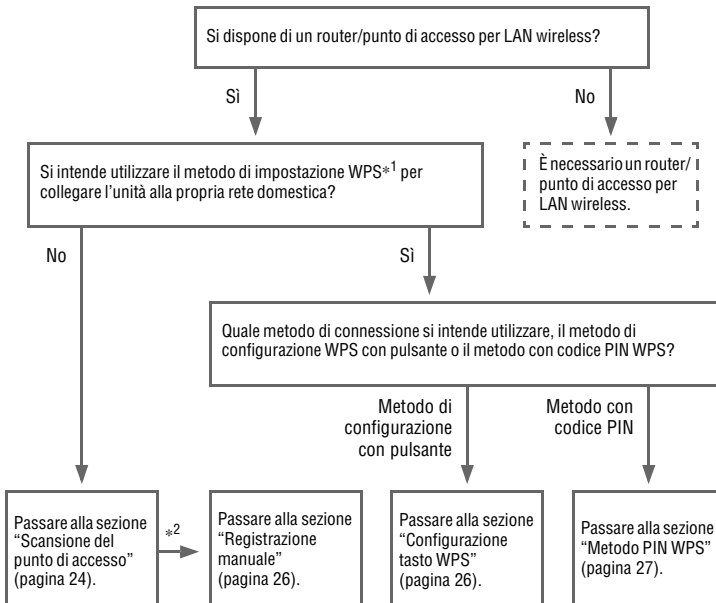 Si dispone di un router/punto di accesso per LAN wireless?
Sì
No
Si intende utilizzare il metodo di impostazione WPS*1 per
collegare l'unità alla propria rete domestica?
È necessario un router/
punto di accesso per
LAN wireless.
No
Sì
Quale metodo di connessione si intende utilizzare, il metodo di
configurazione WPS con pulsante o il metodo con codice PIN WPS?
Metodo di
configurazione
con pulsante
Metodo con
codice PIN
Passare alla sezione
“Scansione del
punto di accesso”
(pagina 24).
*2
Passare alla sezione
“Registrazione
manuale”
(pagina 26).
Passare alla sezione
“Configurazione
tasto WPS”
(pagina 26).
Passare alla sezione
“Metodo PIN WPS”
(pagina 27).